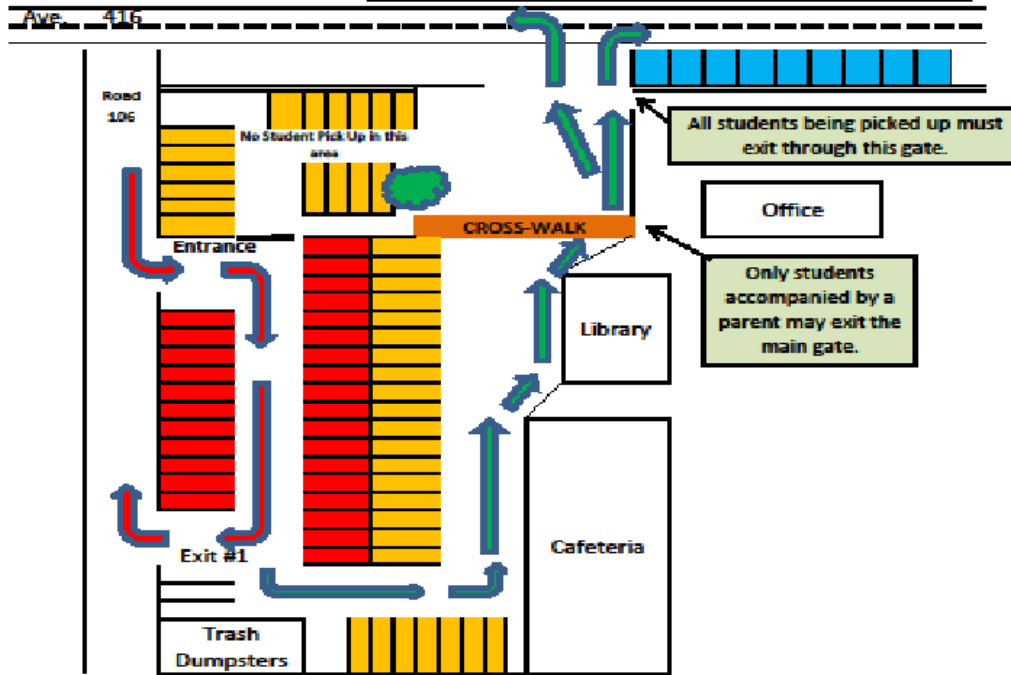 Ave. 416
Road
106
No Student Pick Up in this
area
All students being picked up must
exit through this gate.
Office
CROSS-WALK
Entrance
Only students
accompanied by a
parent may exit the
main gate.
Library
Cafeteria
Exit #1
Trash
Dumpsters